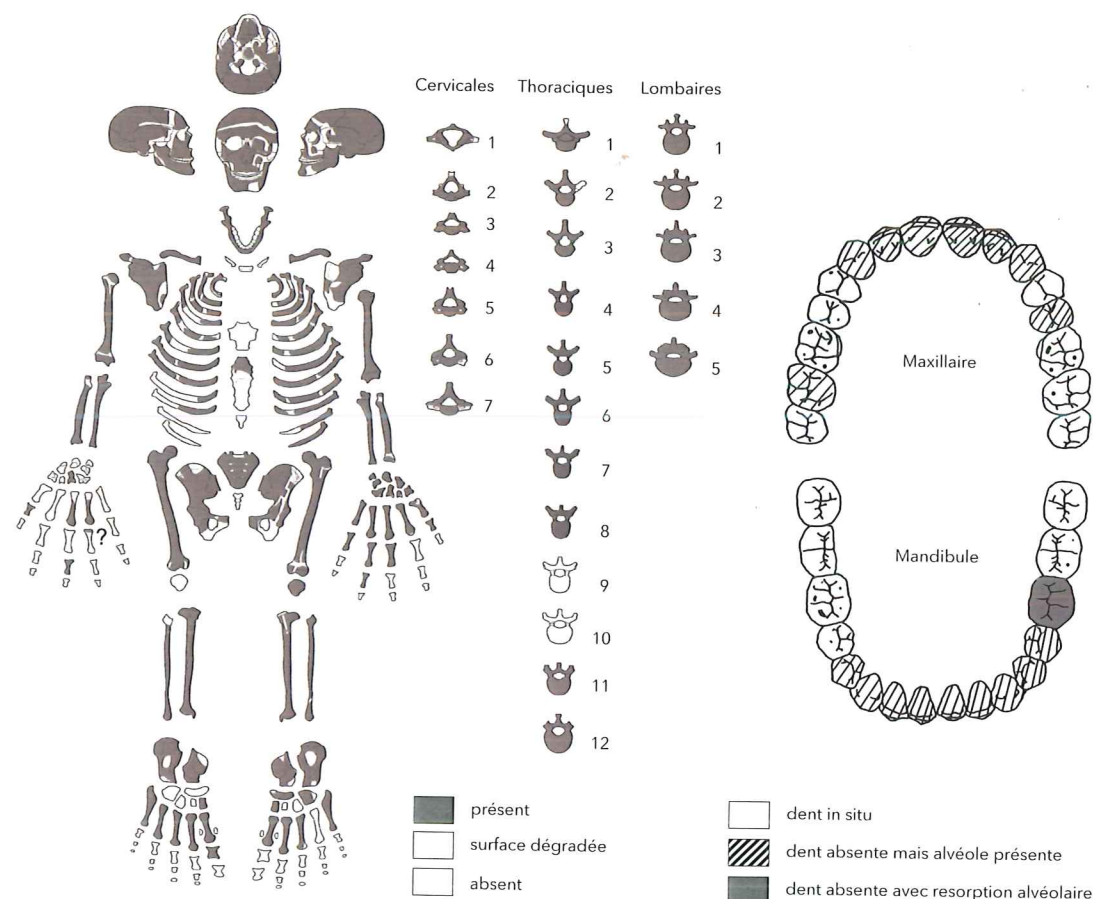 Cervicales
Thoraciques
Lombaires
1
2
3
4
5
6
7
1
2
3
4
5
6
7
8
9
10
11
12
1
2
3
4
5
?
Maxillaire
Mandibule
présent
surface dégradée
absent
dent in situ
dent absente mais alvéole présente
dent absente avec resorption alvéolaire